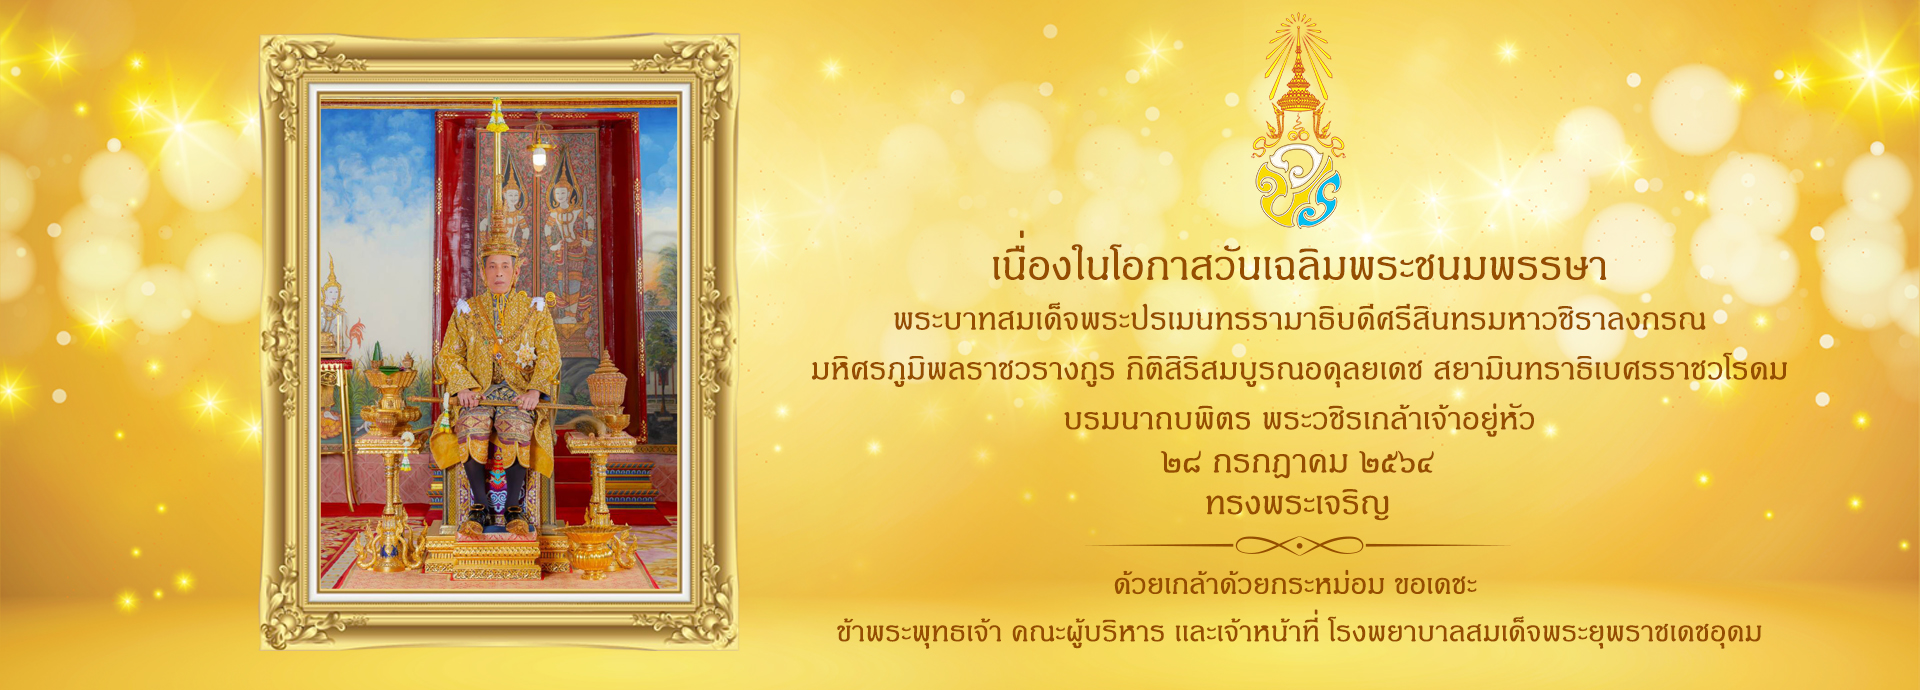 เนื่องในโอกาสวันเฉลิมพระชนมพรรษา
พระบาทสมเด็จพระปรเมนทรรามาธิบดีศรีสินทรมหาวชิราลงกรณ
มหิศรภูมิพลราชวรางกูร กิติสิริสมบูรณอดุลยเดช สยามินทราธิเบศรราชวโรดม
บรมนาถบพิตร พระวชิรเกล้าเจ้าอยู่หัว
๒๘ กรกฎาคม ๒๕๖๔
ทรงพระเจริญ
ด้วยเกล้าด้วยกระหม่อม ขอเดชะ
ข้าพระพุทธเจ้า คณะผู้บริหาร และเจ้าหน้าที่ โรงพยาบาลสมเด็จพระยุพราชเดชอุดม